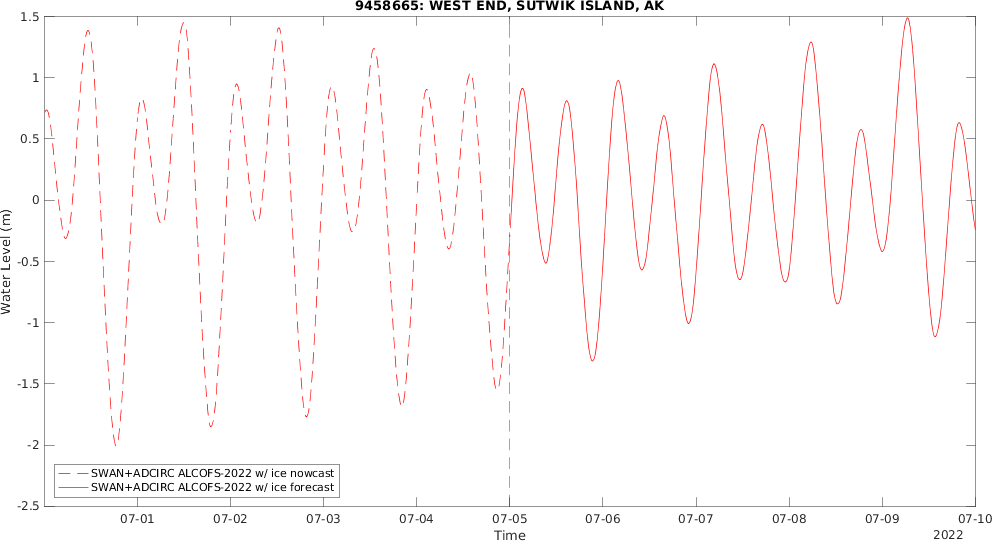 9458665: WEST END, SUTWIK ISLAND, AK
1.5
1
0.5
0
-0.5
-1
-1.5
-2
-2.5
Water Level (m)
SWAN+ADCIRC ALCOFS-2022 w/ ice nowcast
SWAN+ADCIRC ALCOFS-2022 w/ ice forecast
07-01 07-02 07-03 07-04 07-05 07-06 07-07 07-08 07-09 07-10
Time
2022